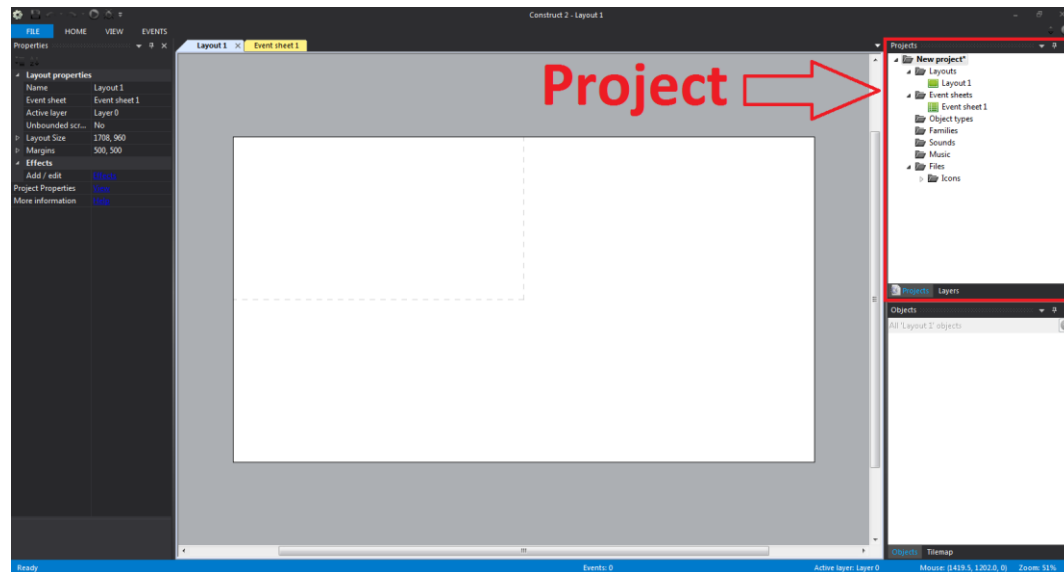 Construct 2 - Layout 1
FILE HOME VIEW EVENTS
Properties
Layout properties
Name Layout 1
Event sheet Event sheet 1
Active layer Layer 0
Unbounded scr... No
Layout Size 1708, 960
Margins 500, 500
Effects
Add / edit Effects
Project Properties
More information Help
Layout 1 Event sheet 1
Project
Projects
New project*
Layouts
Layout 1
Event sheets
Event sheet 1
Object types
Families
Sounds
Music
Files
Icons
Projects Layers
Objects
All 'Layout 1' objects
Objects Tilemap
Ready Events: 0 Active layer: Layer 0 Mouse: (1419.5, 1202.0, 0) Zoom: 51%